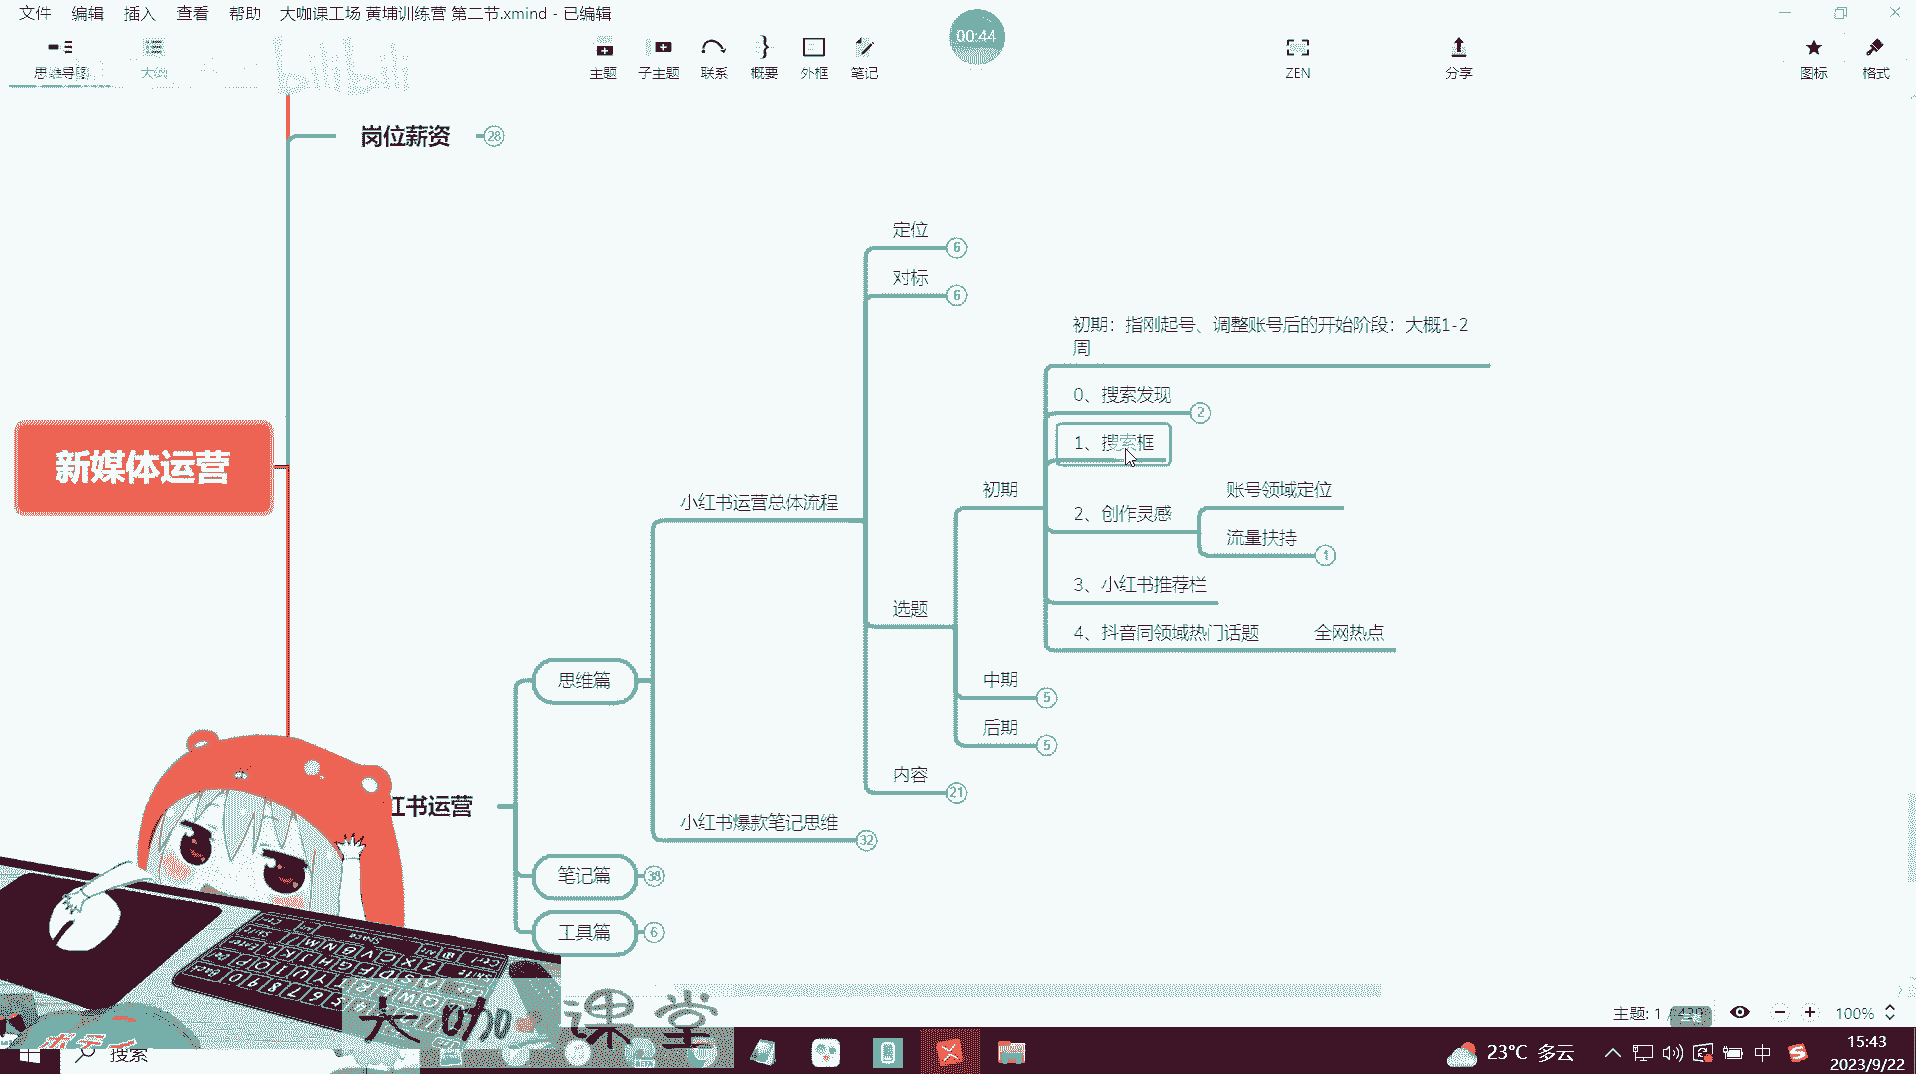 文件 编辑 插入 查看 帮助 大咖课工场 黄埔训练营 第二节.xmind - 已编辑
00:44
思维导图 大纲 主题 子主题 联系 概要 外框 笔记 ZEN 分享 图标 格式
bilibili
岗位薪资 28
定位 6
对标 6
初期：指刚起号、调整账号后的开始阶段：大概1-2
周
0、搜索发现 2
1、搜索框
新媒体运营
小红书运营总体流程
初期
2、创作灵感
账号领域定位
流量扶持 1
3、小红书推荐栏
选题
4、抖音同领域热门话题 全网热点
思维篇
中期 5
后期 5
内容 21
红书运营
小红书爆款笔记思维 32
笔记篇 38
工具篇 6
大咖课堂
主题: 1
100%
搜索
23°C 多云
中
15:43
2023/9/22